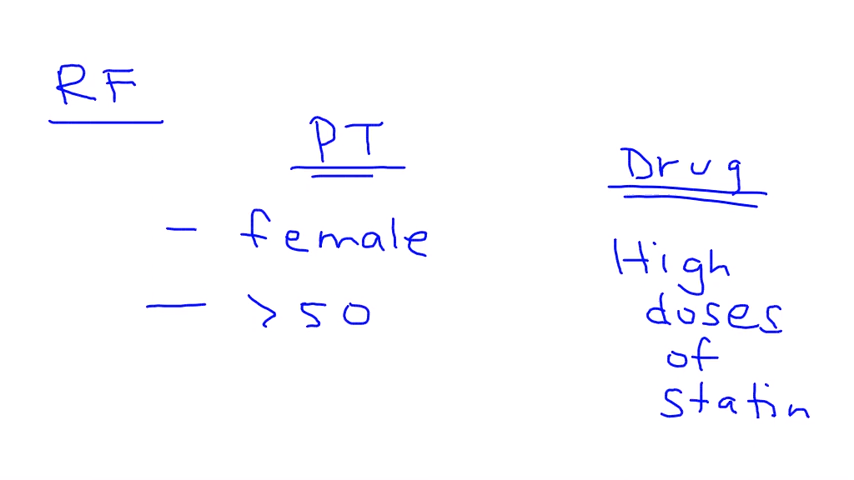 RF
PT
- female
- > 50
Drug
High
doses
of
statin